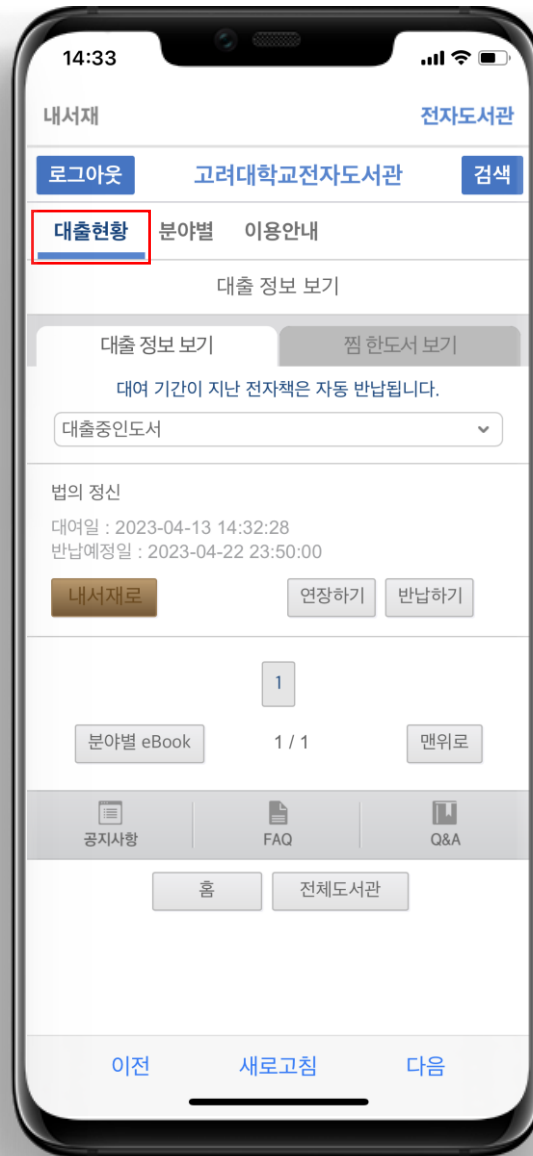 14:33
내서재 전자도서관
로그아웃 고려대학교전자도서관 검색
대출현황 분야별 이용안내
대출 정보 보기
대출 정보 보기 찜 한도서 보기
대여 기간이 지난 전자책은 자동 반납됩니다.
대출중인도서
법의 정신
대여일 : 2023-04-13 14:32:28
반납예정일 : 2023-04-22 23:50:00
내서재로 연장하기 반납하기
1
분야별 eBook 1 / 1 맨위로
공지사항 FAQ Q&A
홈 전체도서관
이전 새로고침 다음